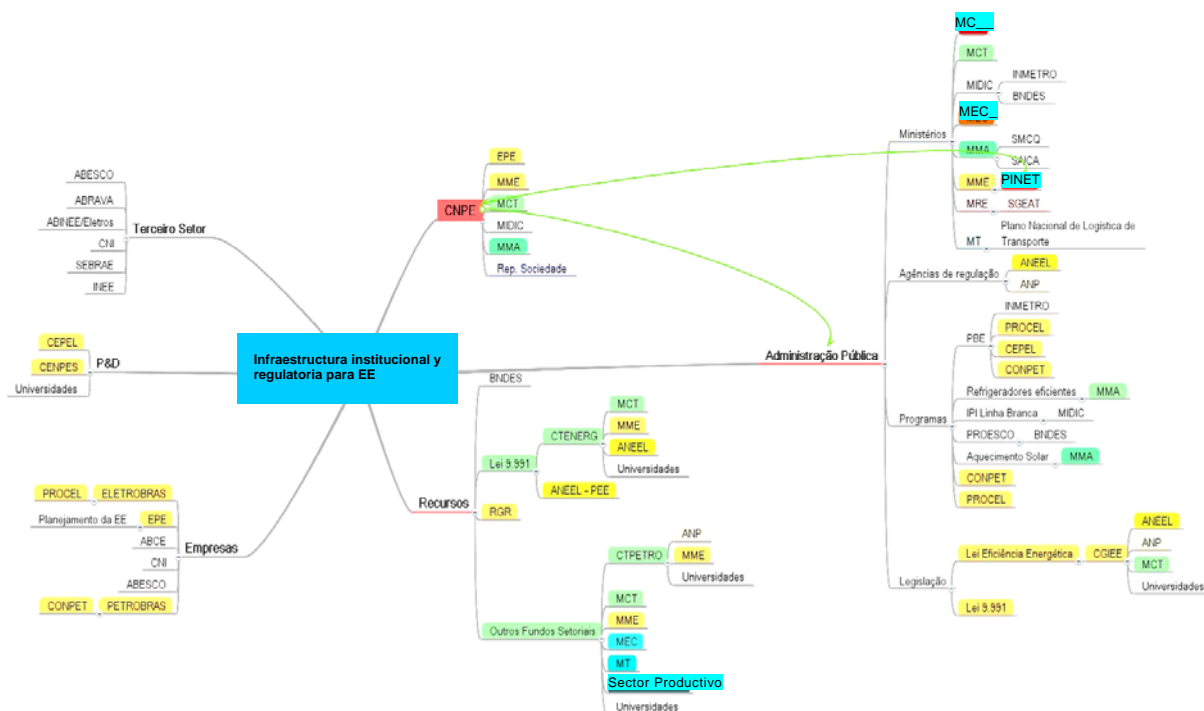 ABESCO
ABRAVA
ABINEE/Eletros
CNI
SEBRAE
INEE
Terceiro Setor
CEPEL
CENPES
Universidades
P&D
PROCEL
ELETROBRAS
Planejamento da EE
EPE
ABCE
CNI
ABESCO
CONPET
PETROBRAS
Empresas
Infraestructura institucional y
regulatoria para EE
CNPE
EPE
MME
MCT
MIDIC
MMA
Rep. Sociedade
Recursos
BNDES
Lei 9.991
CTENERG
MCT
MME
ANEEL
Universidades
ANEEL - PEE
RGR
Outros Fundos Setoriais
CTPETRO
ANP
MME
Universidades
MCT
MME
MEC
MT
Sector Productivo
Universidades
Administração Pública
Ministérios
MC__
MCT
MIDIC
INMETRO
BNDES
MEC_
MMA
SMCQ
SAICA
MME
PINET
MRE
SGEAT
MT
Plano Nacional de Logística de
Transporte
Agências de regulação
ANEEL
ANP
Programas
PBE
INMETRO
PROCEL
CEPEL
CONPET
Refrigeradores eficientes
MMA
IPI Linha Branca
MIDIC
PROESCO
BNDES
Aquecimento Solar
MMA
CONPET
PROCEL
Legislação
Lei Eficiência Energética
CGIEE
ANEEL
ANP
MCT
Universidades
Lei 9.991